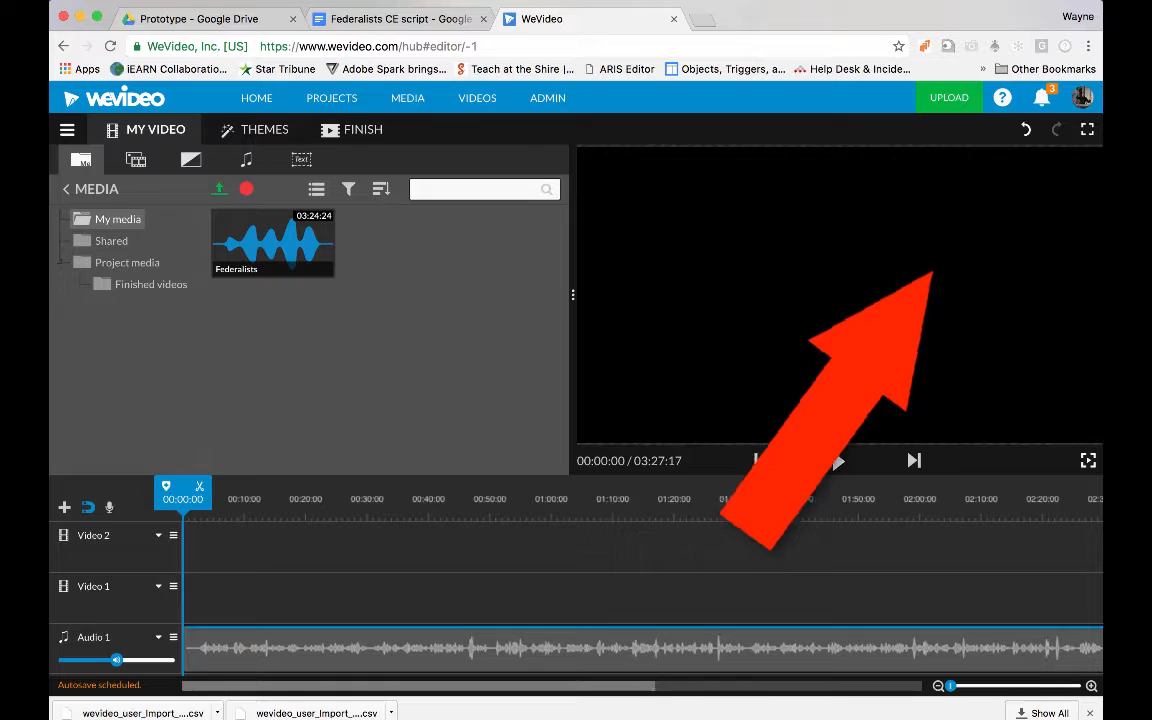 Prototype - Google Drive
Federalists CE script - Google
WeVideo
Wayne
WeVideo, Inc. [US]
https://www.wevideo.com/hub#editor/-1
Apps
iEARN Collaboratio...
Star Tribune
Adobe Spark brings...
Teach at the Shire |...
ARIS Editor
Objects, Triggers, a...
Help Desk & Incide...
»
Other Bookmarks
WeVIDEO
HOME
PROJECTS
MEDIA
VIDEOS
ADMIN
UPLOAD
?
3
MY VIDEO
THEMES
FINISH
Me
Text
MEDIA
My media
Shared
Project media
Finished videos
03:24:24
Federalists
00:00:00 / 03:27:17
00:00:00
00:10:00
00:20:00
00:30:00
00:40:00
00:50:00
01:00:00
01:10:00
01:20:00
01:50:00
02:00:00
02:10:00
02:20:00
Video 2
Video 1
Audio 1
Autosave scheduled.
wevideo_user_Import_....csv
wevideo_user_Import_....csv
Show All